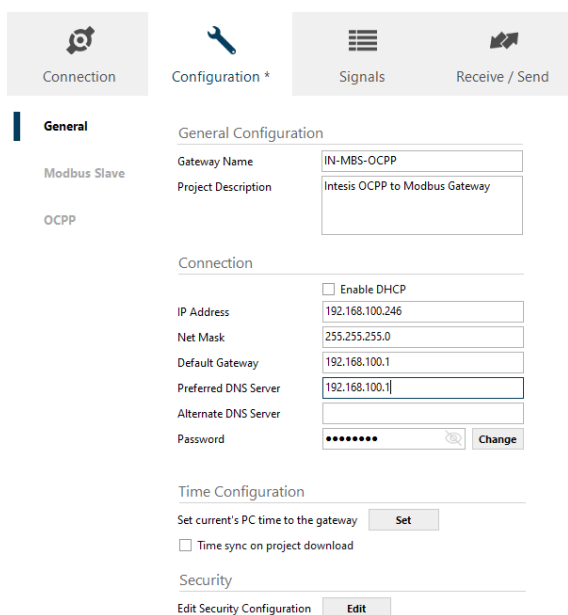 Connection
Configuration *
Signals
Receive / Send
General
Modbus Slave
OCPP
General Configuration
Gateway Name IN-MBS-OCPP
Project Description Intesis OCPP to Modbus Gateway
Connection
Enable DHCP
IP Address 192.168.100.246
Net Mask 255.255.255.0
Default Gateway 192.168.100.1
Preferred DNS Server 192.168.100.1
Alternate DNS Server
Password •••••••• Change
Time Configuration
Set current's PC time to the gateway Set
Time sync on project download
Security
Edit Security Configuration Edit